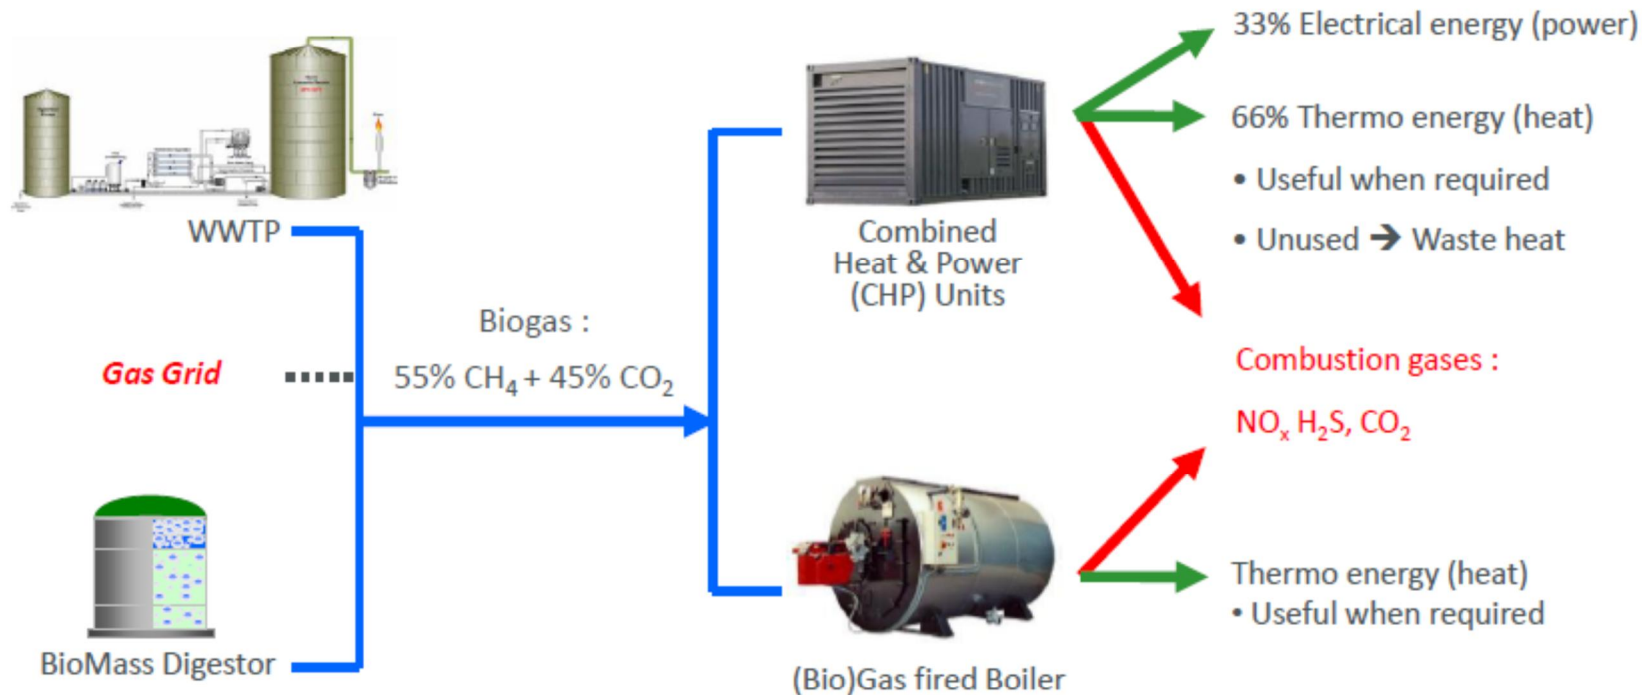 WWTP
Gas Grid
BioMass Digestor
Biogas :
55% CH₄ + 45% CO₂
Combined
Heat & Power
(CHP) Units
(Bio)Gas fired Boiler
33% Electrical energy (power)
66% Thermo energy (heat)
• Useful when required
• Unused ➔ Waste heat
Combustion gases :
NOₓ H₂S, CO₂
Thermo energy (heat)
• Useful when required